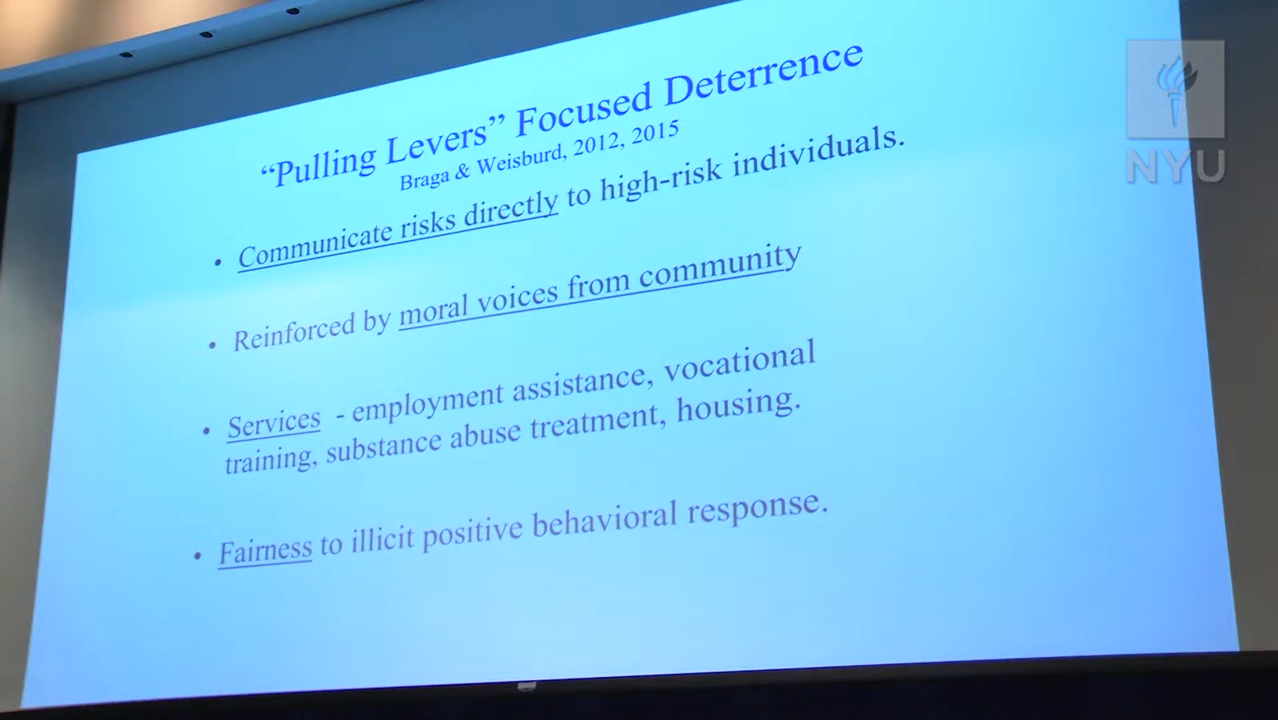 “Pulling Levers” Focused Deterrence
Braga & Weisburd, 2012, 2015
• Communicate risks directly to high-risk individuals.
• Reinforced by moral voices from community
• Services - employment assistance, vocational
training, substance abuse treatment, housing.
• Fairness to illicit positive behavioral response.
NYU